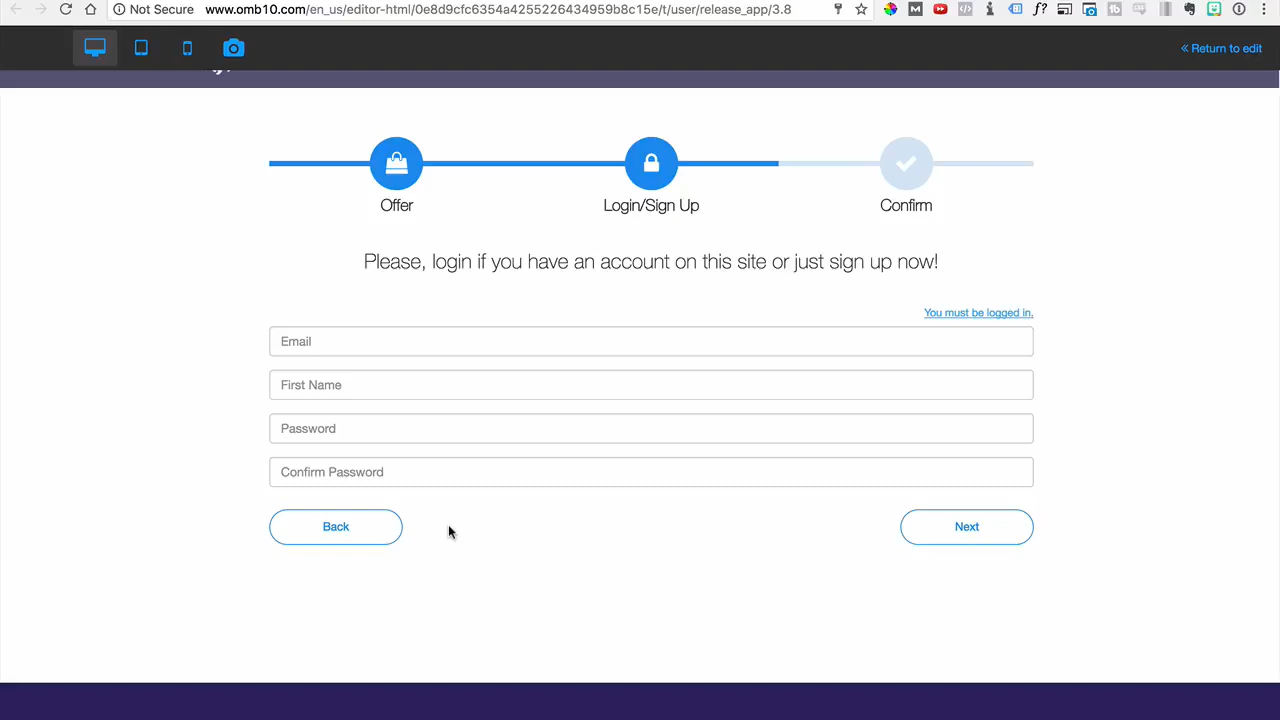 Not Secure www.omb10.com/en_us/editor-html/0e8d9cfc6354a4255226434959b8c15e/t/user/release_app/3.8
« Return to edit
Offer
Login/Sign Up
Confirm
Please, login if you have an account on this site or just sign up now!
You must be logged in.
Email
First Name
Password
Confirm Password
Back
Next